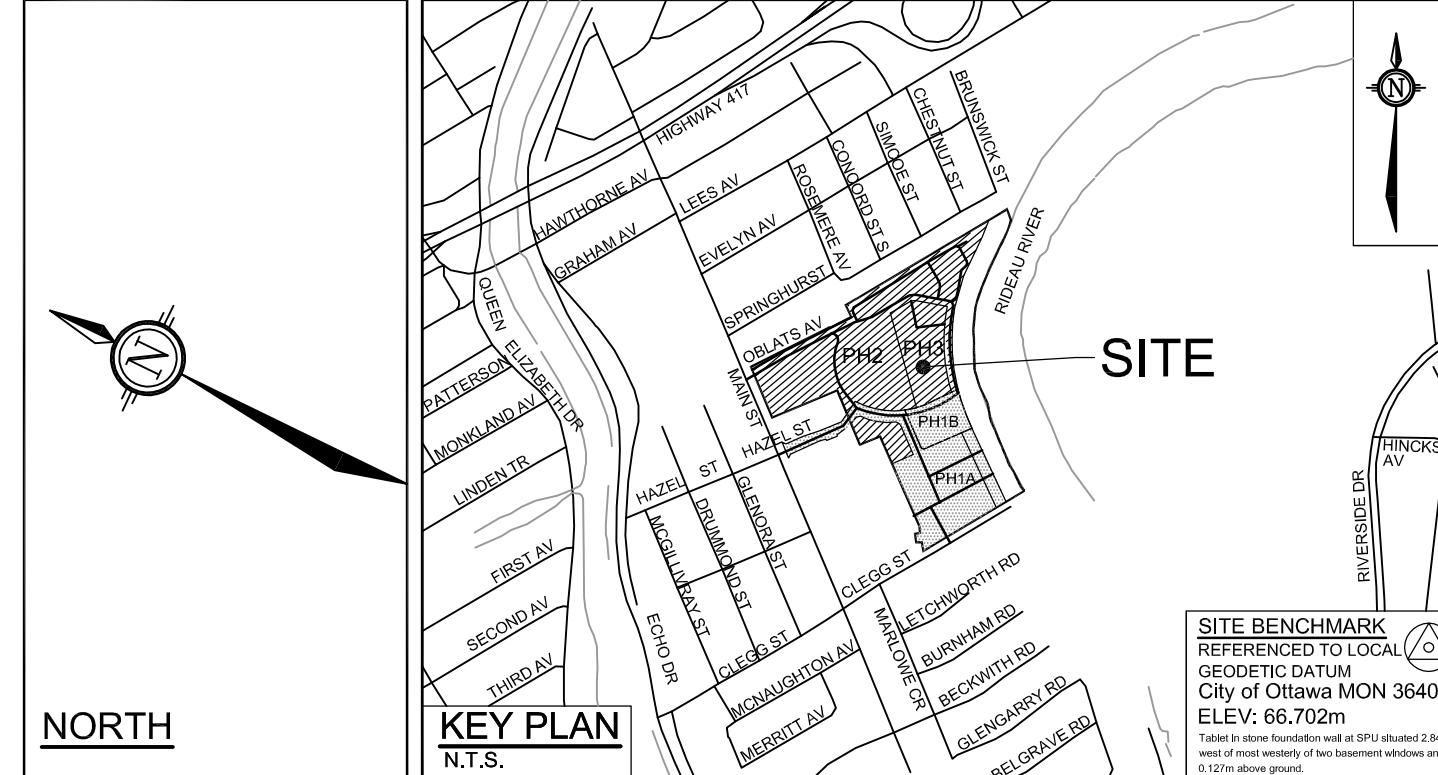 N
NORTH
KEY PLAN
N.T.S.
HIGHWAY 417
HAWTHORNE AV
GRAHAM AV
LEES AV
EVELYN AV
SPRINGHURST
OBLATS AV
ROSEMERE AV
CONCORD ST S
SIMCOE ST
CHESTNUT ST
BRUNSWICK ST
RIDEAU RIVER
QUEEN ELIZABETH DR
PATTERSON
MONKLAND AV
LINDEN TR
FIRST AV
SECOND AV
THIRD AV
MAIN ST
HAZEL ST
HAZEL ST
MCGILLIVRAY ST
DRUMMOND ST
GLENORA ST
ECHO DR
CLEGG ST
CLEGG ST
MCNAUGHTON AV
MERRITT AV
MARLOWE CR
LETCHWORTH RD
BURNHAM RD
BECKWITH RD
GLENGARRY RD
BELGRAVE RD
PH2
PH3
PH1B
PH1A
SITE
N
HINCKS
AV
RIVERSIDE DR
SITE BENCHMARK
REFERENCED TO LOCAL
GEODETIC DATUM
City of Ottawa MON 3640
ELEV: 66.702m
Tablet in stone foundation wall at SPU situated 2.84
west of most westerly of two basement windows an
0.127m above ground.